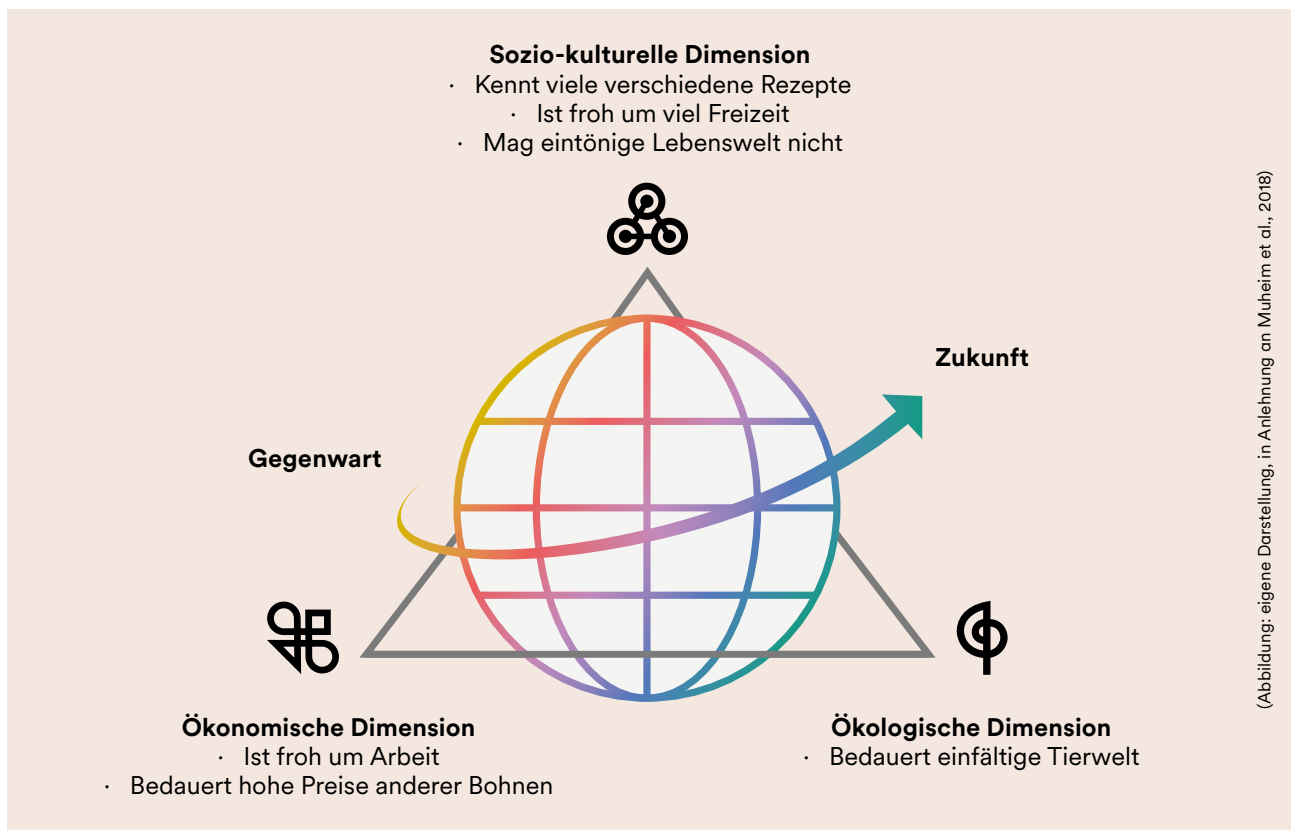 Sozio-kulturelle Dimension
· Kennt viele verschiedene Rezepte
· Ist froh um viel Freizeit
· Mag eintönige Lebenswelt nicht
Zukunft
Gegenwart
Ökonomische Dimension
· Ist froh um Arbeit
· Bedauert hohe Preise anderer Bohnen
Ökologische Dimension
· Bedauert einfältige Tierwelt
(Abbildung: eigene Darstellung, in Anlehnung an Muheim et al., 2018)